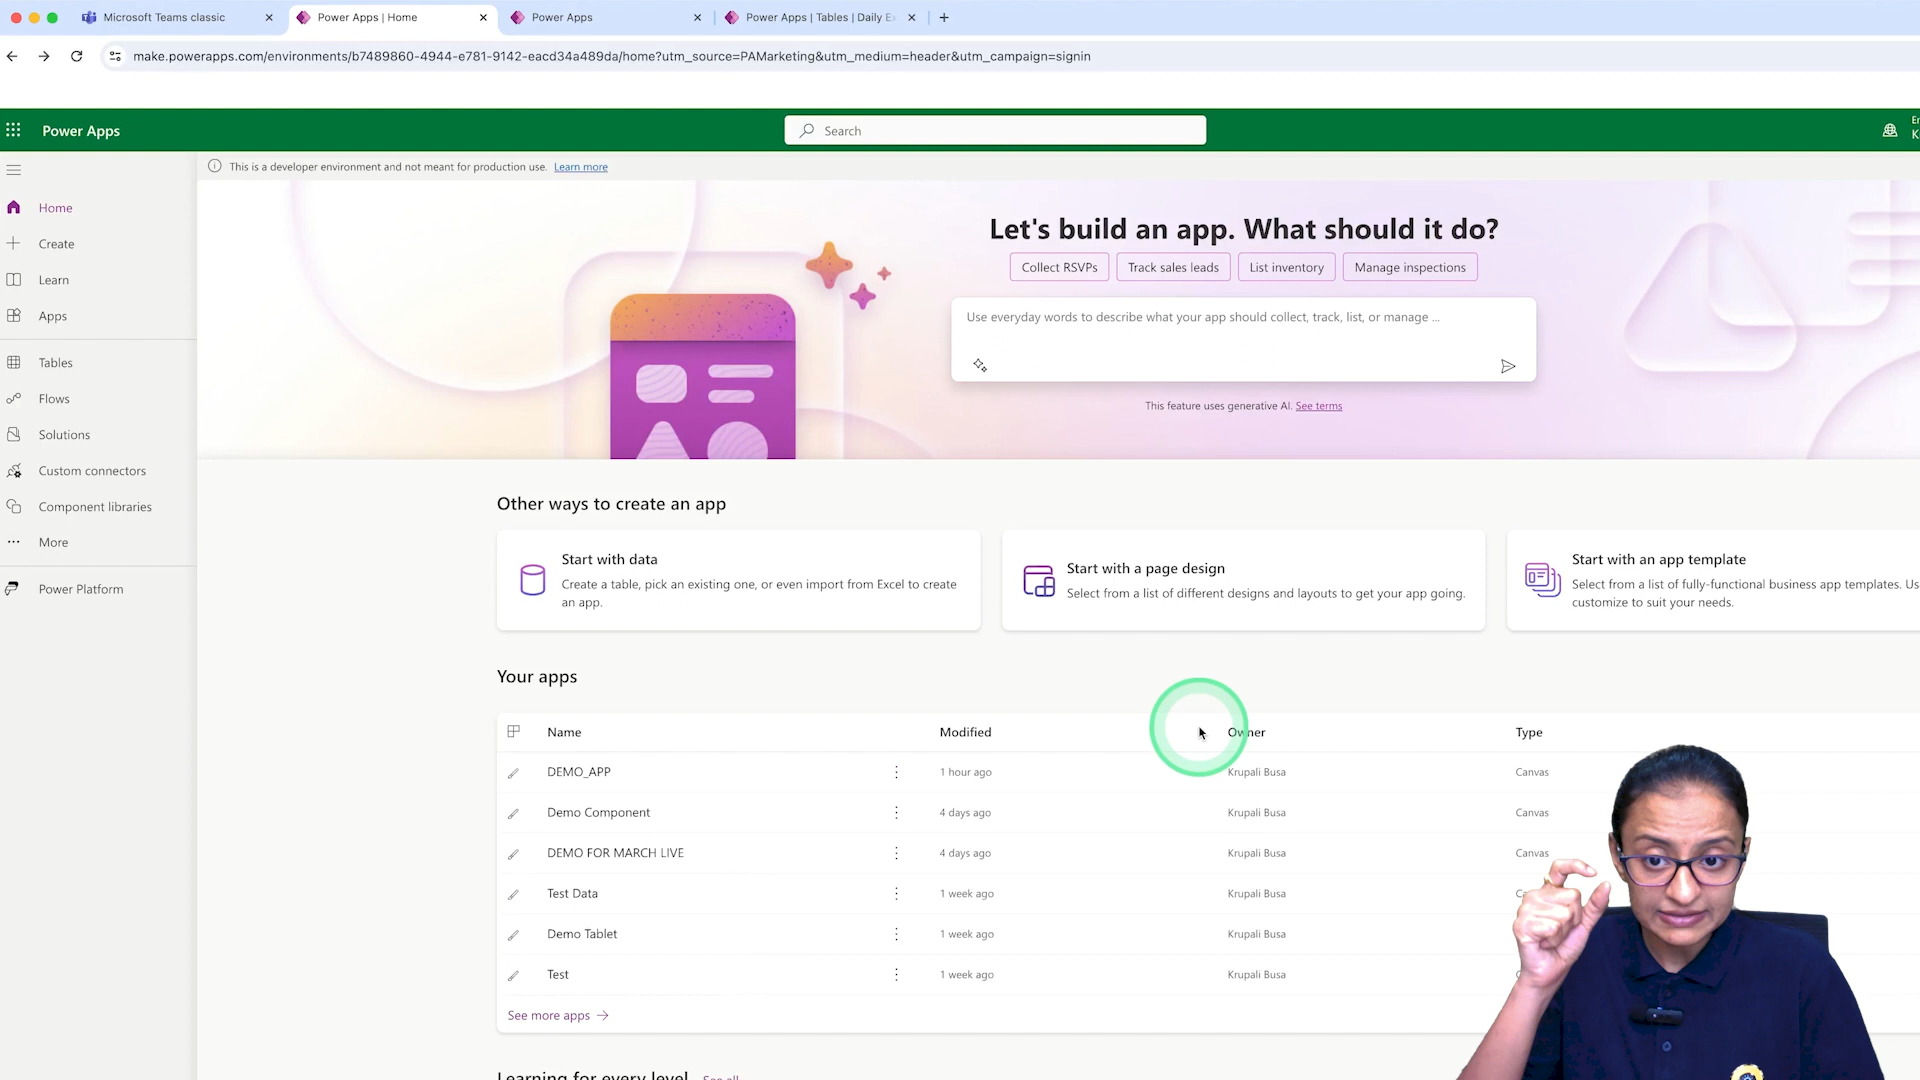 Microsoft Teams classic
Power Apps | Home
Power Apps
Power Apps | Tables | Daily E
make.powerapps.com/environments/b7489860-4944-e781-9142-eacd34a489da/home?utm_source=PAMarketing&utm_medium=header&utm_campaign=signin
Power Apps
Search
This is a developer environment and not meant for production use. Learn more
Home
Create
Learn
Apps
Tables
Flows
Solutions
Custom connectors
Component libraries
More
Power Platform
Let's build an app. What should it do?
Collect RSVPs
Track sales leads
List inventory
Manage inspections
Use everyday words to describe what your app should collect, track, list, or manage ...
This feature uses generative AI. See terms
Other ways to create an app
Start with data
Create a table, pick an existing one, or even import from Excel to create
an app.
Start with a page design
Select from a list of different designs and layouts to get your app going.
Start with an app template
Select from a list of fully-functional business app templates. Us
customize to suit your needs.
Your apps
Name Modified Owner Type
DEMO_APP 1 hour ago Krupali Busa Canvas
Demo Component 4 days ago Krupali Busa Canvas
DEMO FOR MARCH LIVE 4 days ago Krupali Busa Canvas
Test Data 1 week ago Krupali Busa
Demo Tablet 1 week ago Krupali Busa
Test 1 week ago Krupali Busa
See more apps
Learning for every level See all